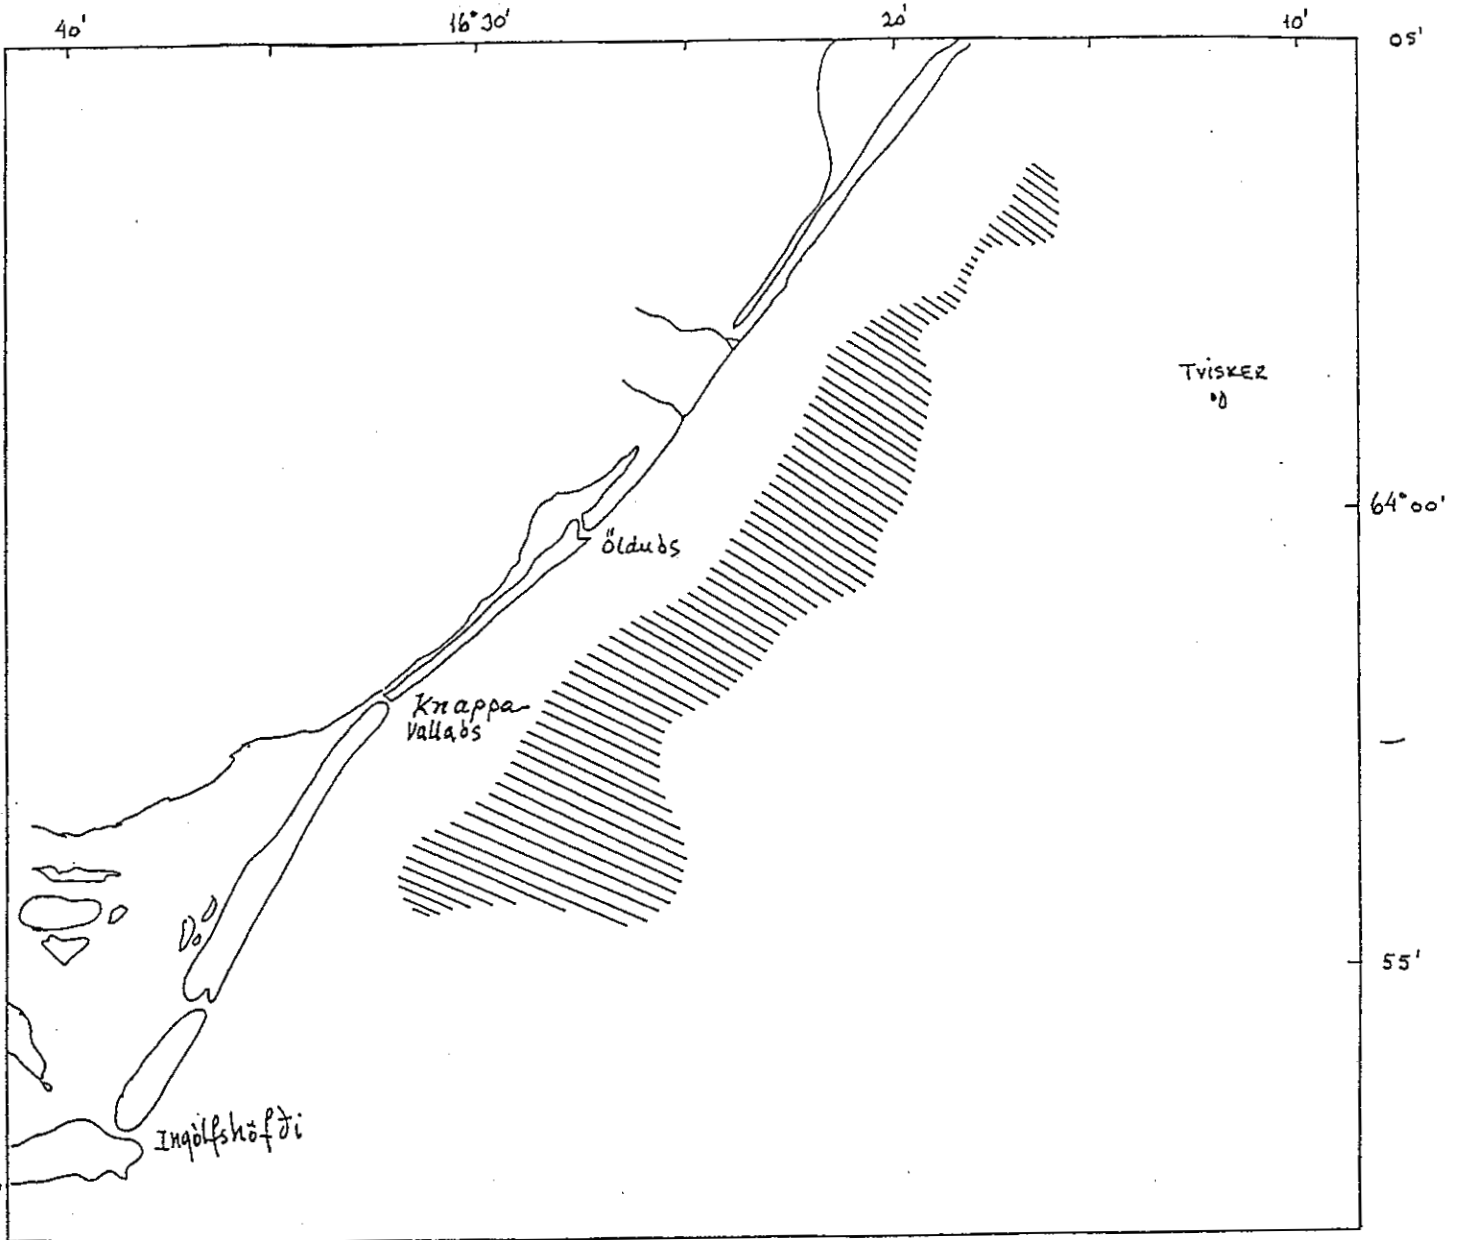 40'
16°30'
20'
10'
05'
Tvisker
64°00'
Ölduós
Knappa-
vallaós
55'
Ingólfshöfði